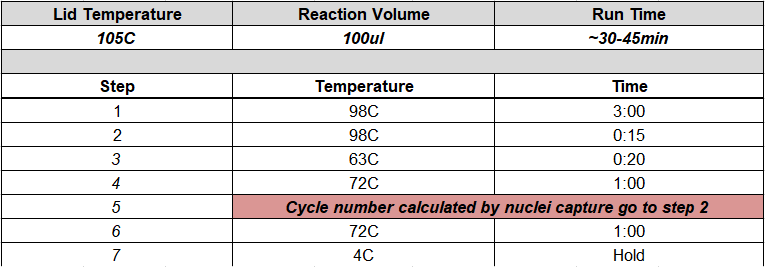 Lid Temperature Reaction Volume Run Time
105C 100ul ~30-45min
Step Temperature Time
1 98C 3:00
2 98C 0:15
3 63C 0:20
4 72C 1:00
5 Cycle number calculated by nuclei capture go to step 2
6 72C 1:00
7 4C Hold